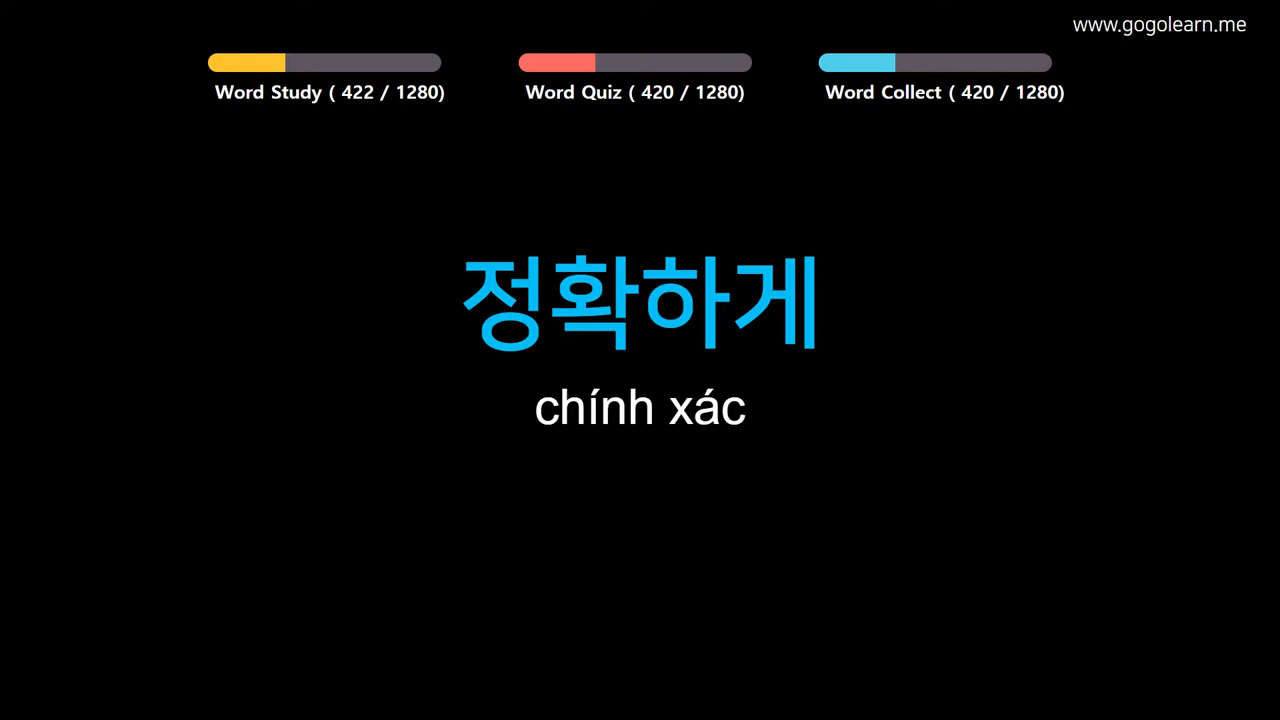 www.gogolearn.me
Word Study ( 422 / 1280)
Word Quiz ( 420 / 1280)
Word Collect ( 420 / 1280)
정확하게
chính xác